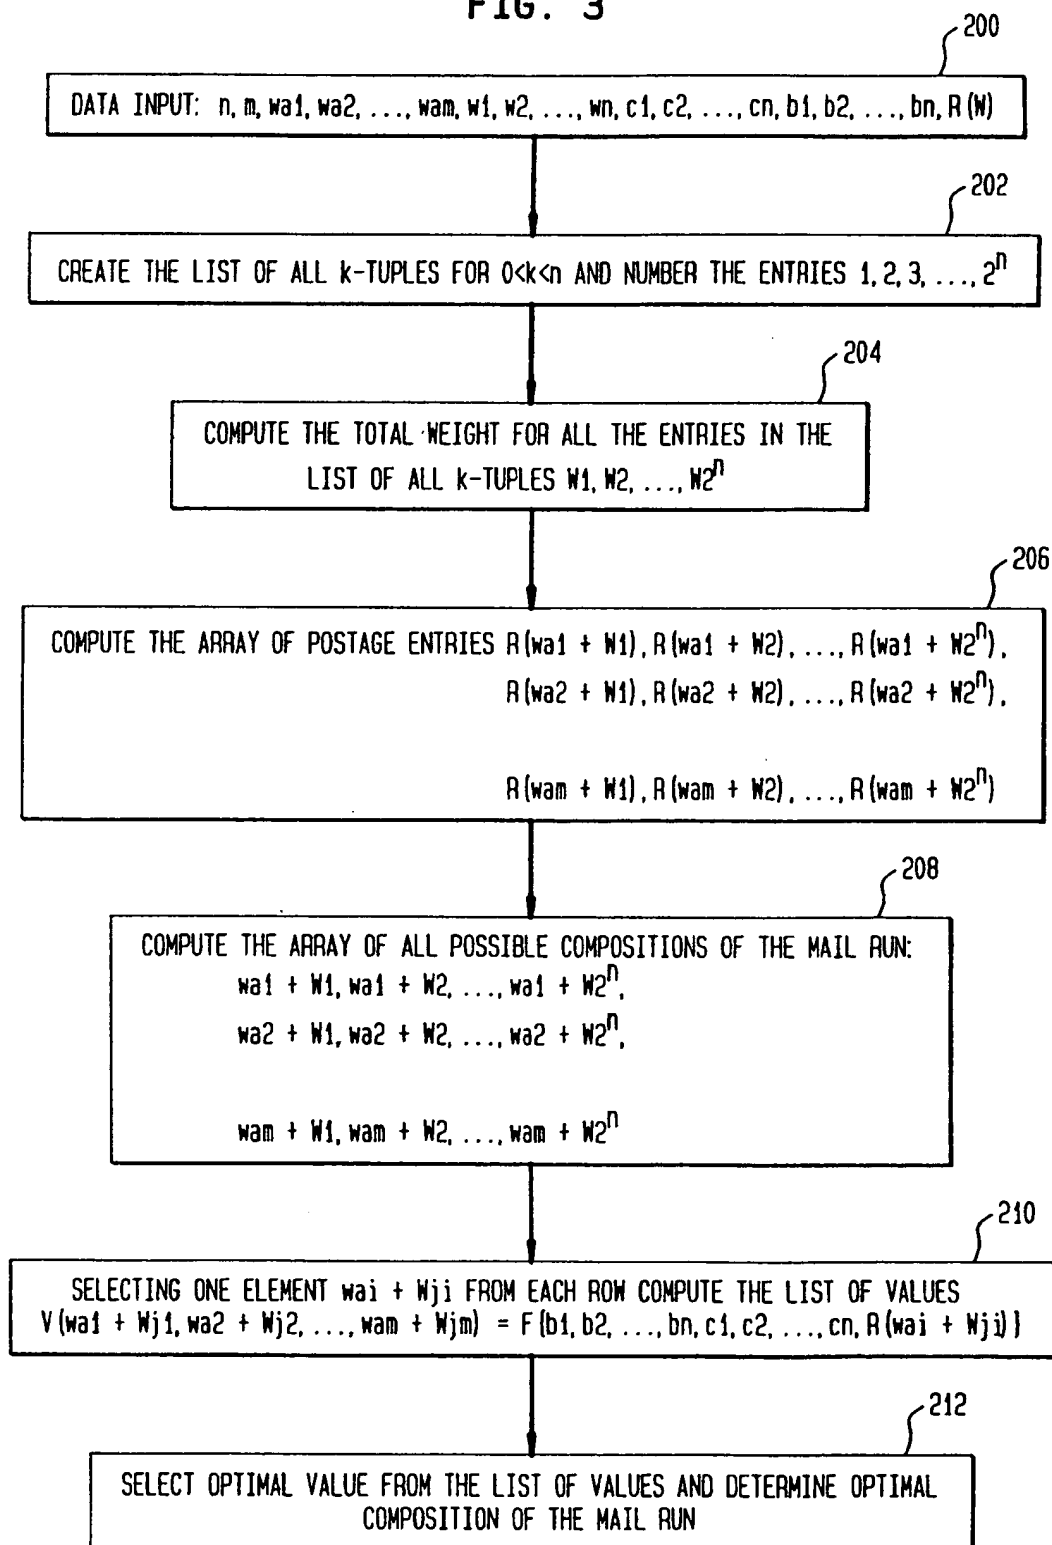 FIG. 3
200
DATA INPUT: n, m, wa1, wa2, ..., wam, w1, w2, ..., wn, c1, c2, ..., cn, b1, b2, ..., bn, R(W)
202
CREATE THE LIST OF ALL k-TUPLES FOR 0<k<n AND NUMBER THE ENTRIES 1, 2, 3, ..., 2^n
204
COMPUTE THE TOTAL WEIGHT FOR ALL THE ENTRIES IN THE
LIST OF ALL k-TUPLES W1, W2, ..., W2^n
206
COMPUTE THE ARRAY OF POSTAGE ENTRIES R(wa1 + W1), R(wa1 + W2), ..., R(wa1 + W2^n),
R(wa2 + W1), R(wa2 + W2), ..., R(wa2 + W2^n),
R(wam + W1), R(wam + W2), ..., R(wam + W2^n)
208
COMPUTE THE ARRAY OF ALL POSSIBLE COMPOSITIONS OF THE MAIL RUN:
wa1 + W1, wa1 + W2, ..., wa1 + W2^n,
wa2 + W1, wa2 + W2, ..., wa2 + W2^n,
wam + W1, wam + W2, ..., wam + W2^n
210
SELECTING ONE ELEMENT wai + Wji FROM EACH ROW COMPUTE THE LIST OF VALUES
V(wa1 + Wj1, wa2 + Wj2, ..., wam + Wjm) = F{b1, b2, ..., bn, c1, c2, ..., cn, R(wai + Wji)}
212
SELECT OPTIMAL VALUE FROM THE LIST OF VALUES AND DETERMINE OPTIMAL
COMPOSITION OF THE MAIL RUN